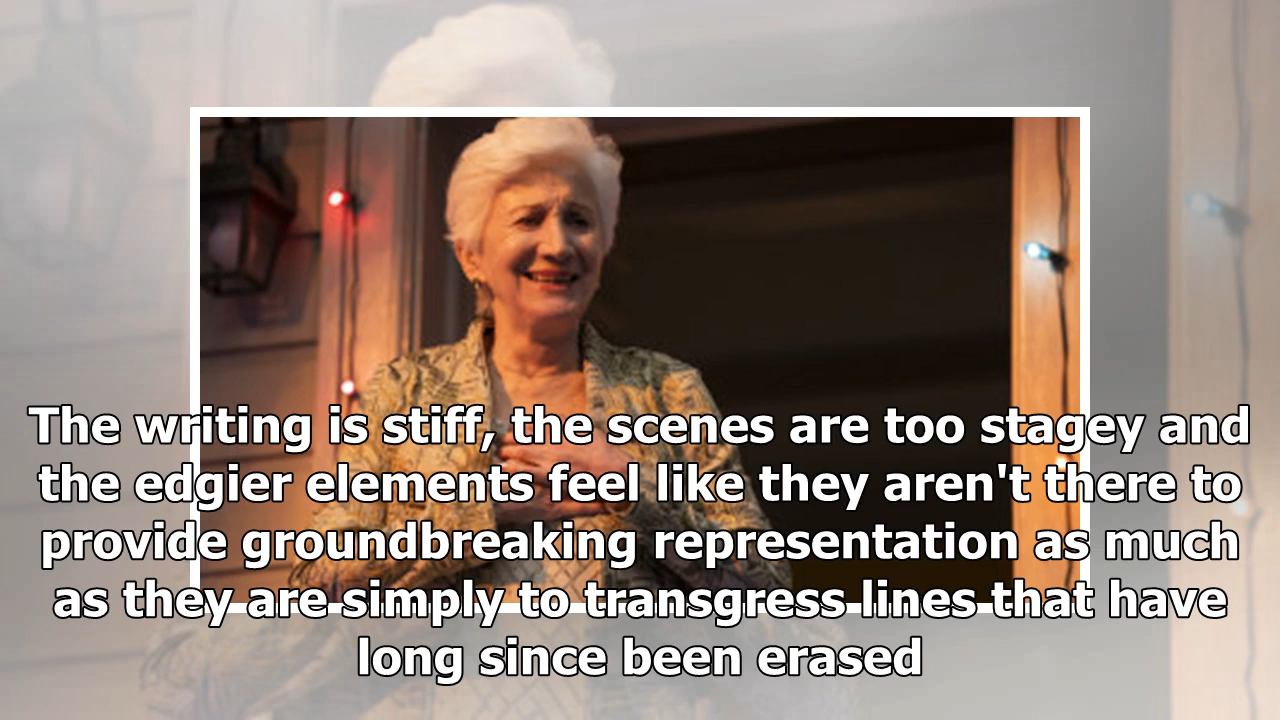 The writing is stiff, the scenes are too stagey and
the edgier elements feel like they aren't there to
provide groundbreaking representation as much
as they are simply to transgress lines that have
long since been erased